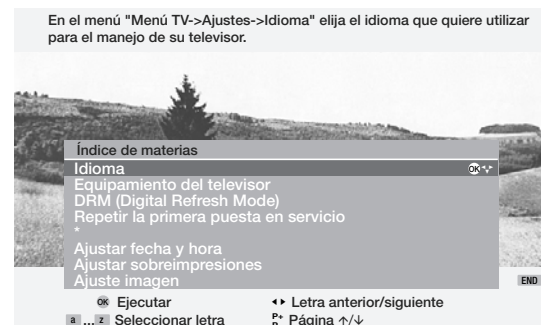 En el menú "Menú TV->Ajustes->Idioma" elija el idioma que quiere utilizar
para el manejo de su televisor.
Índice de materias
Idioma OK
Equipamiento del televisor
DRM (Digital Refresh Mode)
Repetir la primera puesta en servicio
*
Ajustar fecha y hora
Ajustar sobreimpresiones
Ajuste imagen
END
OK Ejecutar
Letra anterior/siguiente
a ... z Seleccionar letra
P+ P- Página ↑/↓